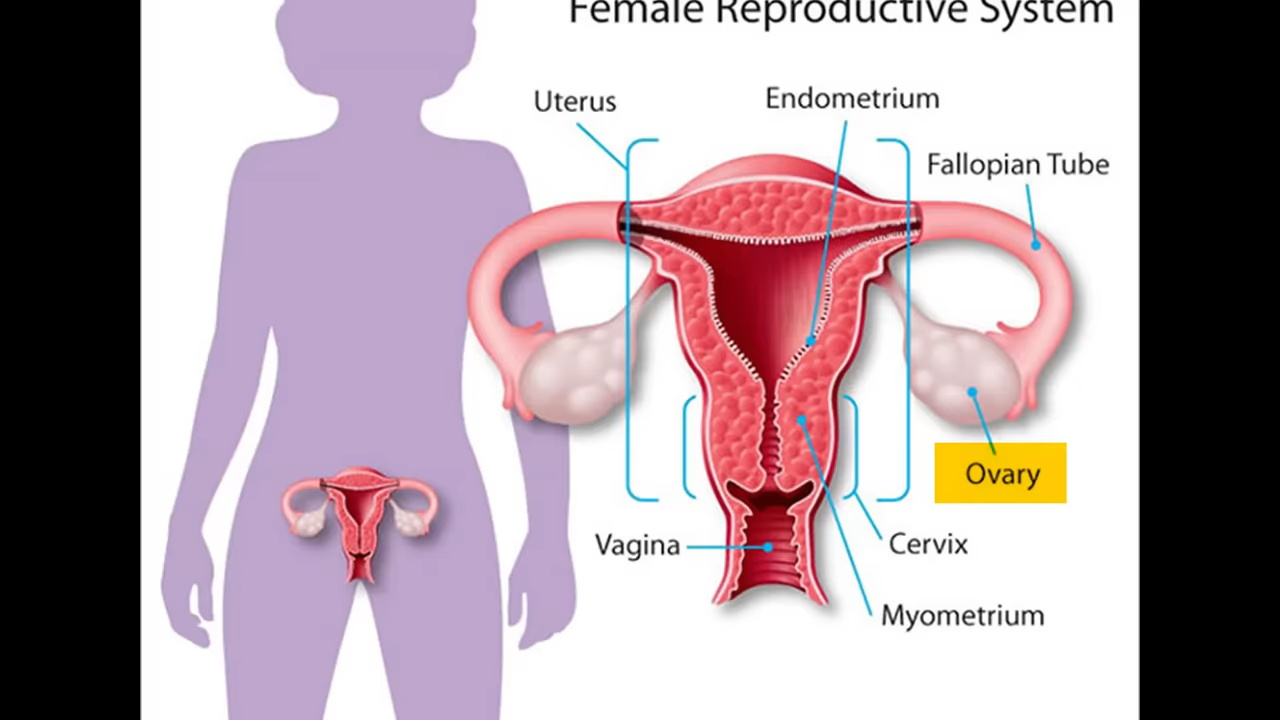 Female Reproductive System
Uterus
Endometrium
Fallopian Tube
Ovary
Vagina
Cervix
Myometrium